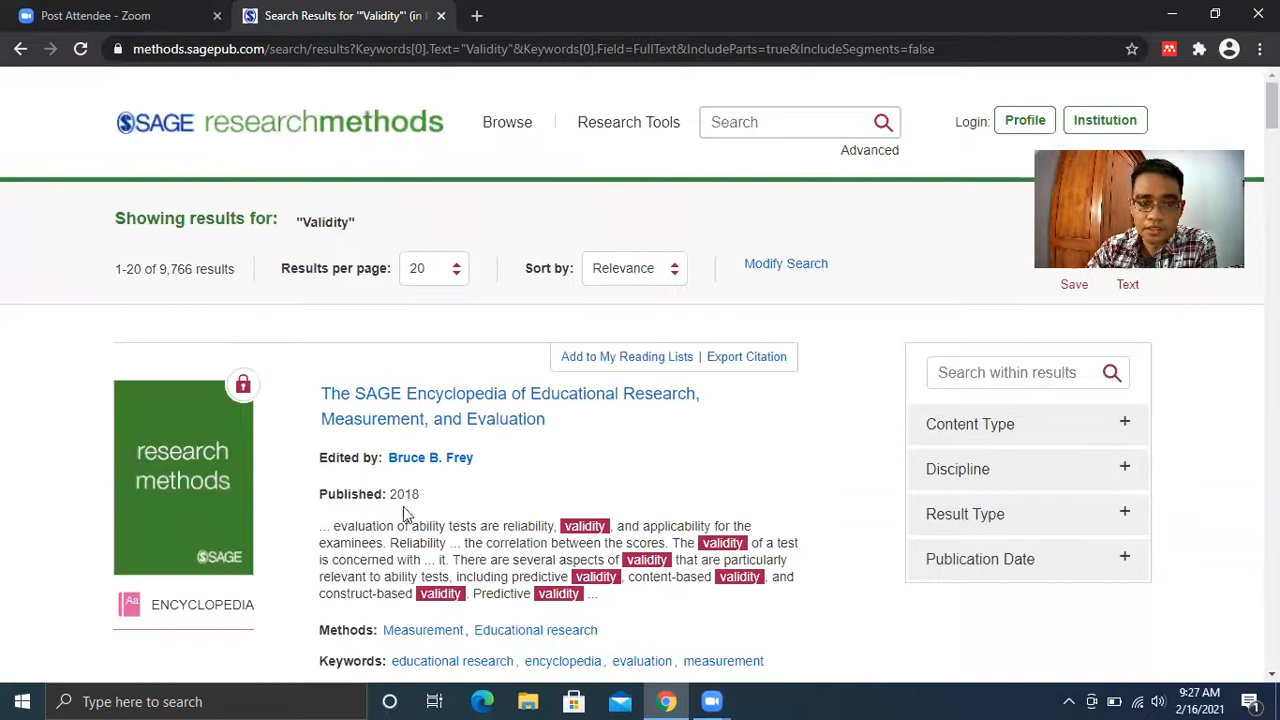 Post Attendee - Zoom
Search Results for '"Validity"' (in
methods.sagepub.com/search/results?Keywords[0].Text="Validity"&Keywords[0].Field=FullText&IncludeParts=true&IncludeSegments=false
SAGE researchmethods
Browse
Research Tools
Search
Advanced
Login:
Profile
Institution
Showing results for:
"Validity"
1-20 of 9,766 results
Results per page:
20
Sort by:
Relevance
Modify Search
Save
Text
Add to My Reading Lists | Export Citation
The SAGE Encyclopedia of Educational Research,
Measurement, and Evaluation
Edited by: Bruce B. Frey
Published: 2018
... evaluation of ability tests are reliability, validity, and applicability for the
examinees. Reliability ... the correlation between the scores. The validity of a test
is concerned with ... it. There are several aspects of validity that are particularly
relevant to ability tests, including predictive validity, content-based validity, and
construct-based validity. Predictive validity ...
Methods: Measurement, Educational research
Keywords: educational research, encyclopedia, evaluation, measurement
research
methods
SAGE
Aa
ENCYCLOPEDIA
Search within results
Content Type +
Discipline +
Result Type +
Publication Date +
Type here to search
9:27 AM
2/16/2021
1